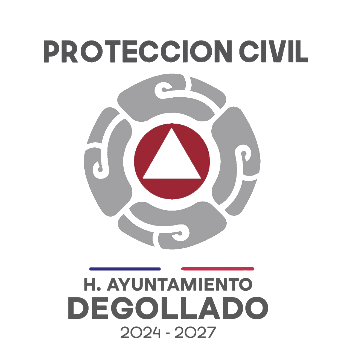 PROTECCION CIVIL
H. AYUNTAMIENTO
DEGOLLADO
2024 - 2027